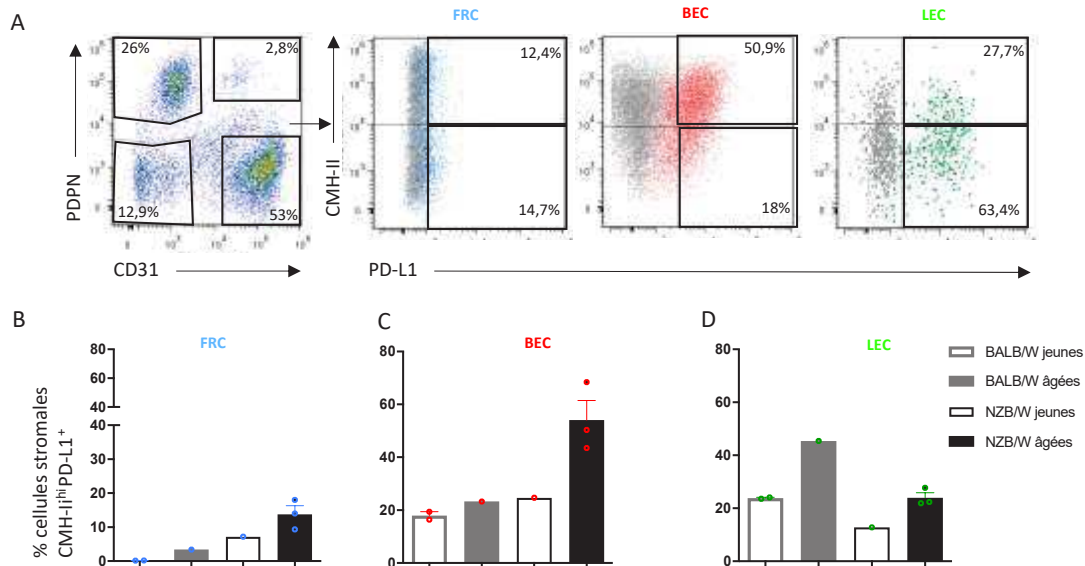 A
FRC
BEC
LEC
PDPN
26%
2,8%
12,9%
53%
CD31
CMH-II
12,4%
14,7%
50,9%
18%
27,7%
63,4%
PD-L1
B
FRC
% cellules stromales
CMH-IIhiPD-L1+
80
60
40
40
30
20
10
0
C
BEC
80
60
40
20
0
D
LEC
80
60
40
20
0
BALB/W jeunes
BALB/W âgées
NZB/W jeunes
NZB/W âgées